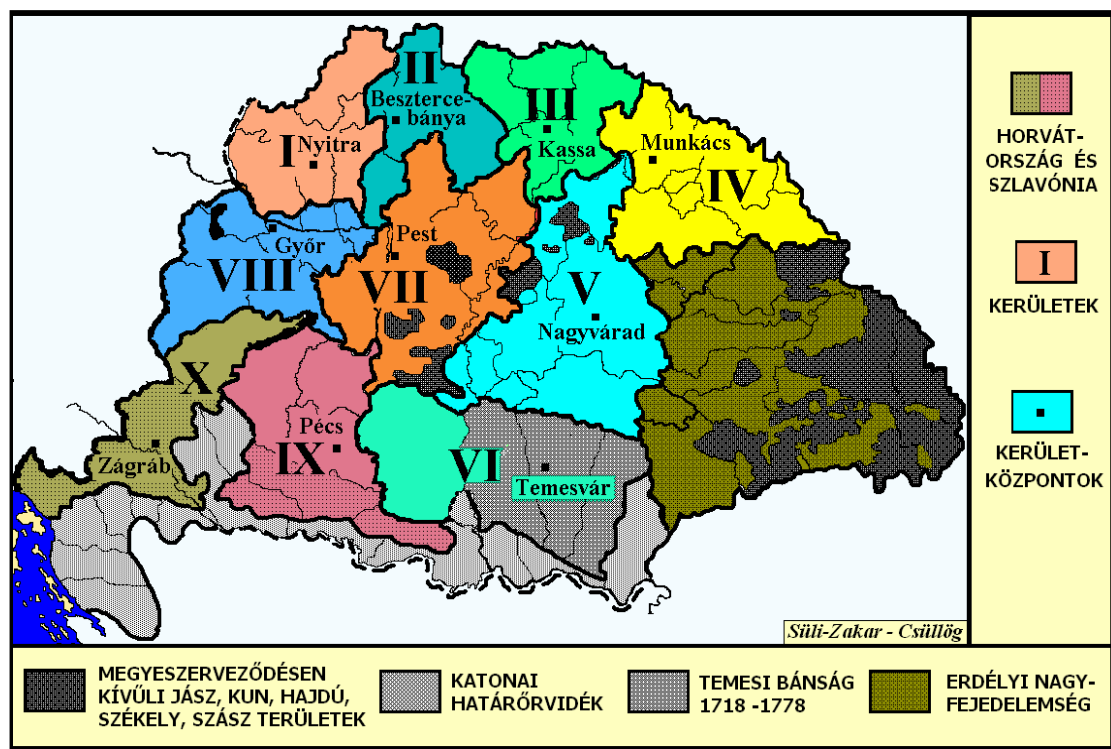 II
Besztercebánya
III
Kassa
I
Nyitra
Munkács
IV
Győr
VIII
Pest
VII
V
Nagyvárad
X
Zágráb
Pécs
IX
VI
Temesvár
Süli-Zakar - Csüllög
HORVÁT-
ORSZÁG ÉS
SZLAVÓNIA
I
KERÜLETEK
KERÜLET-
KÖZPONTOK
MEGYESZERVEZŐDÉSEN
KÍVÜLI JÁSZ, KUN, HAJDÚ,
SZÉKELY, SZÁSZ TERÜLETEK
KATONAI
HATÁRŐRVIDÉK
TEMESI BÁNSÁG
1718 -1778
ERDÉLYI NAGY-
FEJEDELEMSÉG